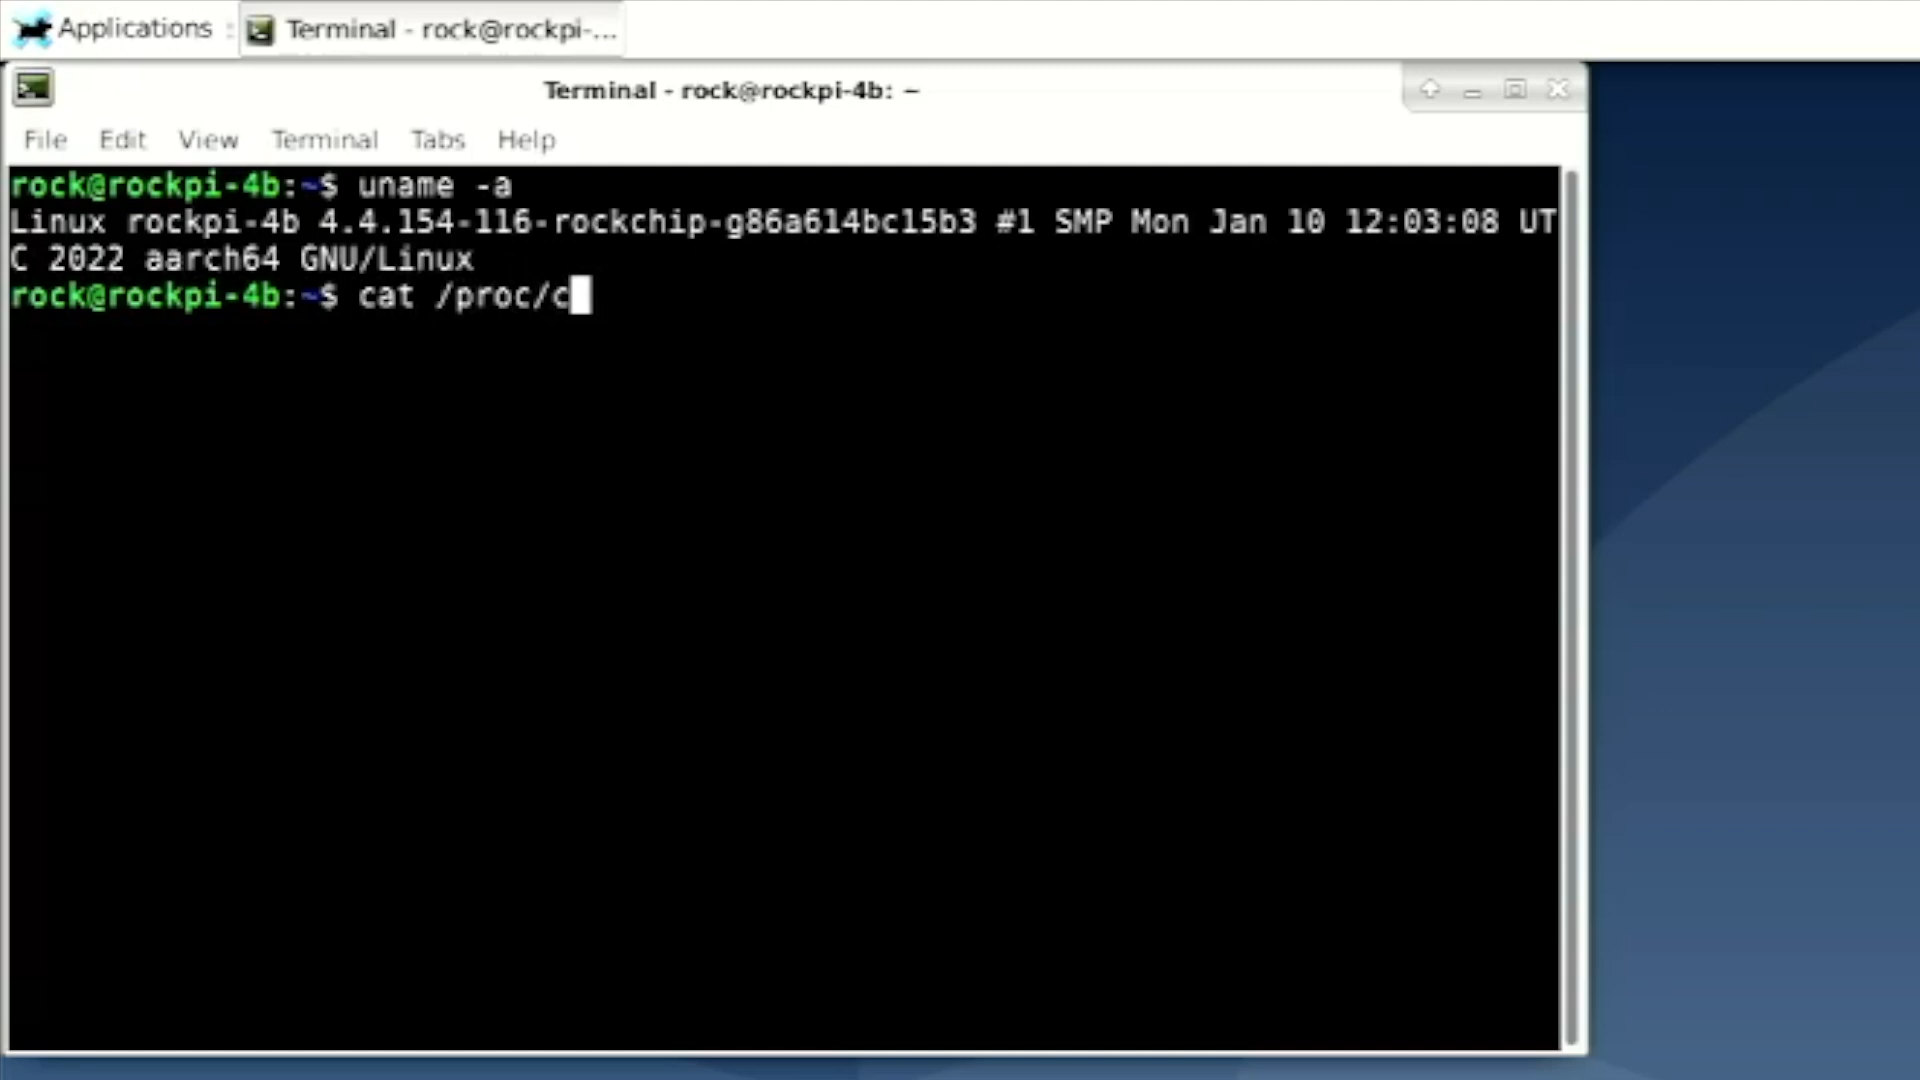 Applications : Terminal - rock@rockpi-...
Terminal - rock@rockpi-4b: ~
File Edit View Terminal Tabs Help
rock@rockpi-4b:~$ uname -a
Linux rockpi-4b 4.4.154-116-rockchip-g86a614bc15b3 #1 SMP Mon Jan 10 12:03:08 UT
C 2022 aarch64 GNU/Linux
rock@rockpi-4b:~$ cat /proc/c